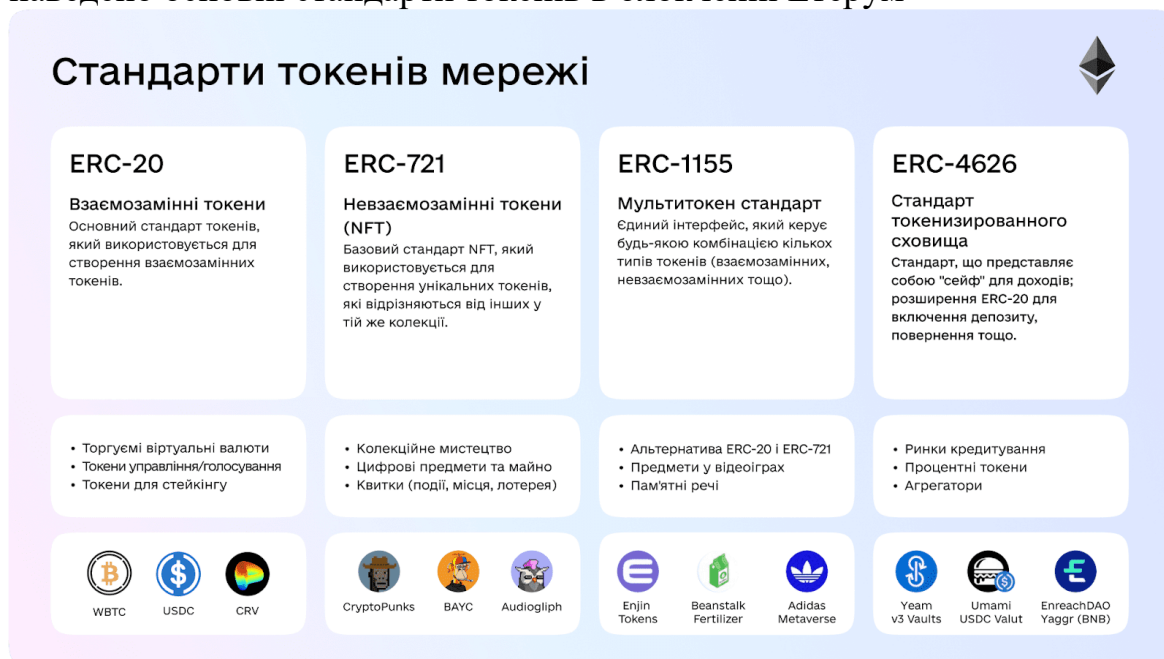 наведено основні стандарти токенів в блокчейні Етерум
Стандарти токенів мережі
ERC-20
Взаємозамінні токени
Основний стандарт токенів,
який використовується для
створення взаємозамінних
токенів.
ERC-721
Невзаємозамінні токени
(NFT)
Базовий стандарт NFT, який
використовується для
створення унікальних токенів,
які відрізняються від інших у
тій же колекції.
ERC-1155
Мультитокен стандарт
Єдиний інтерфейс, який керує
будь-якою комбінацією кількох
типів токенів (взаємозамінних,
невзаємозамінних тощо).
ERC-4626
Стандарт
токенизированного
сховища
Стандарт, що представляє
собою "сейф" для доходів;
розширення ERC-20 для
включення депозиту,
повернення тощо.
• Торгуємі віртуальні валюти
• Токени управління/голосування
• Токени для стейкінгу
• Колекційне мистецтво
• Цифрові предмети та майно
• Квитки (події, місця, лотерея)
• Альтернатива ERC-20 і ERC-721
• Предмети у відеоіграх
• Пам'ятні речі
• Ринки кредитування
• Процентні токени
• Агрегатори
WBTC
USDC
CRV
CryptoPunks
BAYC
Audiogliph
Enjin
Tokens
Beanstalk
Fertilizer
Adidas
Metaverse
Yeam
v3 Vaults
Umami
USDC Valut
EnreachDAO
Yaggr (BNB)